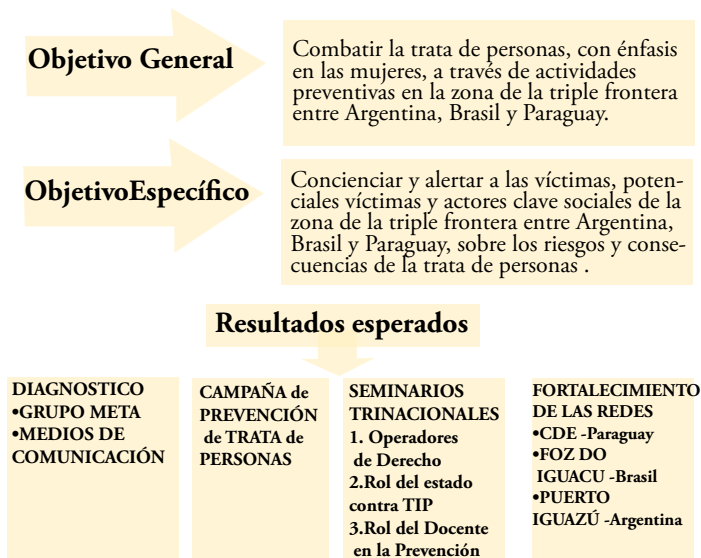 Objetivo General
Combatir la trata de personas, con énfasis
en las mujeres, a través de actividades
preventivas en la zona de la triple frontera
entre Argentina, Brasil y Paraguay.
ObjetivoEspecífico
Concienciar y alertar a las víctimas, poten-
ciales víctimas y actores clave sociales de la
zona de la triple frontera entre Argentina,
Brasil y Paraguay, sobre los riesgos y conse-
cuencias de la trata de personas .
Resultados esperados
DIAGNOSTICO
•GRUPO META
•MEDIOS DE
COMUNICACIÓN
CAMPAÑA de
PREVENCIÓN
de TRATA de
PERSONAS
SEMINARIOS
TRINACIONALES
1. Operadores
de Derecho
2.Rol del estado
contra TIP
3.Rol del Docente
en la Prevención
FORTALECIMIENTO
DE LAS REDES
•CDE -Paraguay
•FOZ DO
IGUACU -Brasil
•PUERTO
IGUAZÚ -Argentina